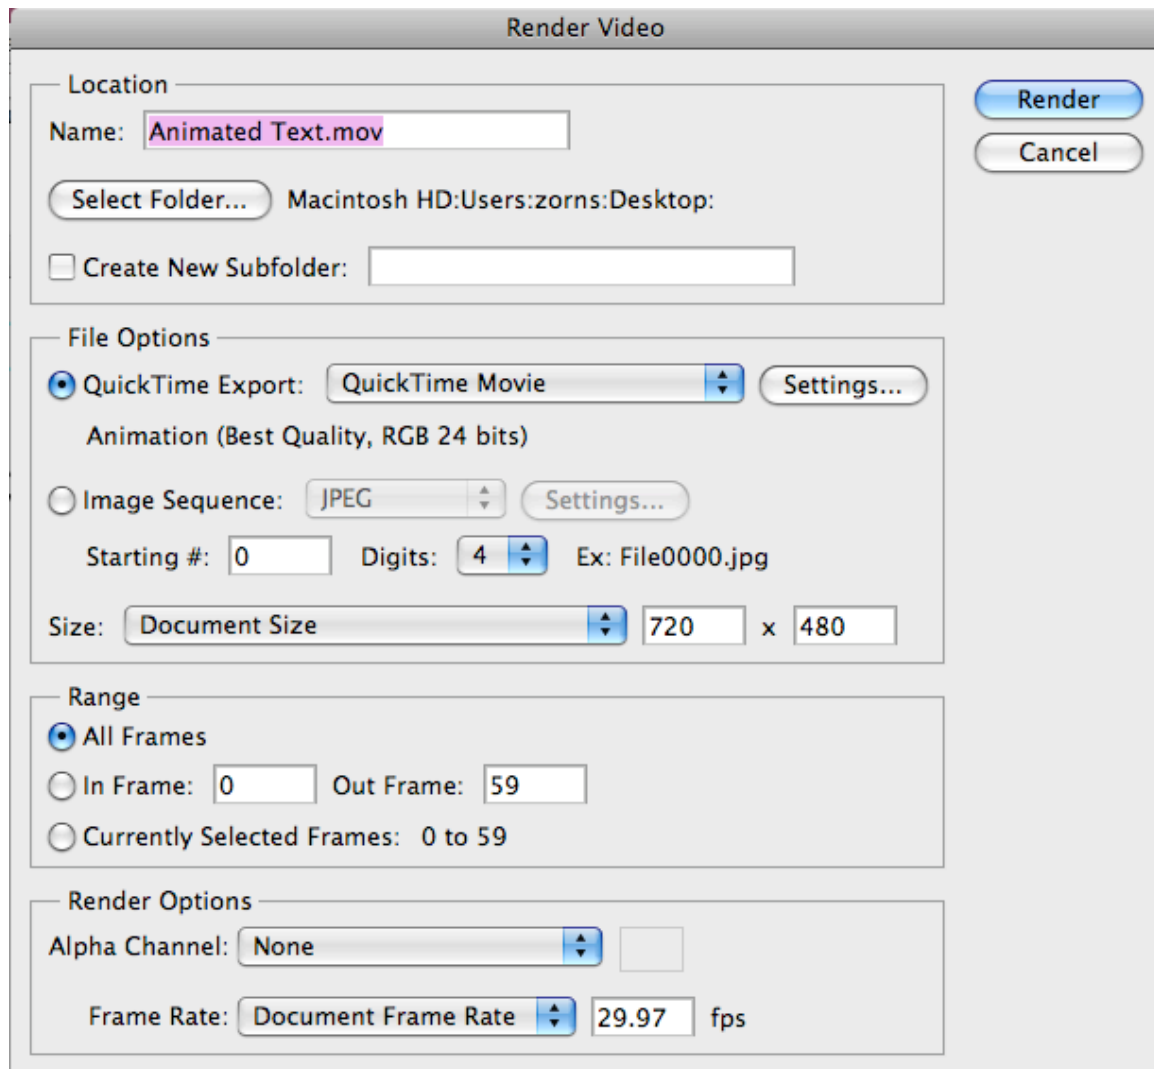 Render Video
Location
Render
Name: Animated Text.mov
Cancel
Select Folder... Macintosh HD:Users:zorns:Desktop:
Create New Subfolder:
File Options
QuickTime Export: QuickTime Movie Settings...
Animation (Best Quality, RGB 24 bits)
Image Sequence: JPEG Settings...
Starting #: 0 Digits: 4 Ex: File0000.jpg
Size: Document Size 720 x 480
Range
All Frames
In Frame: 0 Out Frame: 59
Currently Selected Frames: 0 to 59
Render Options
Alpha Channel: None
Frame Rate: Document Frame Rate 29.97 fps